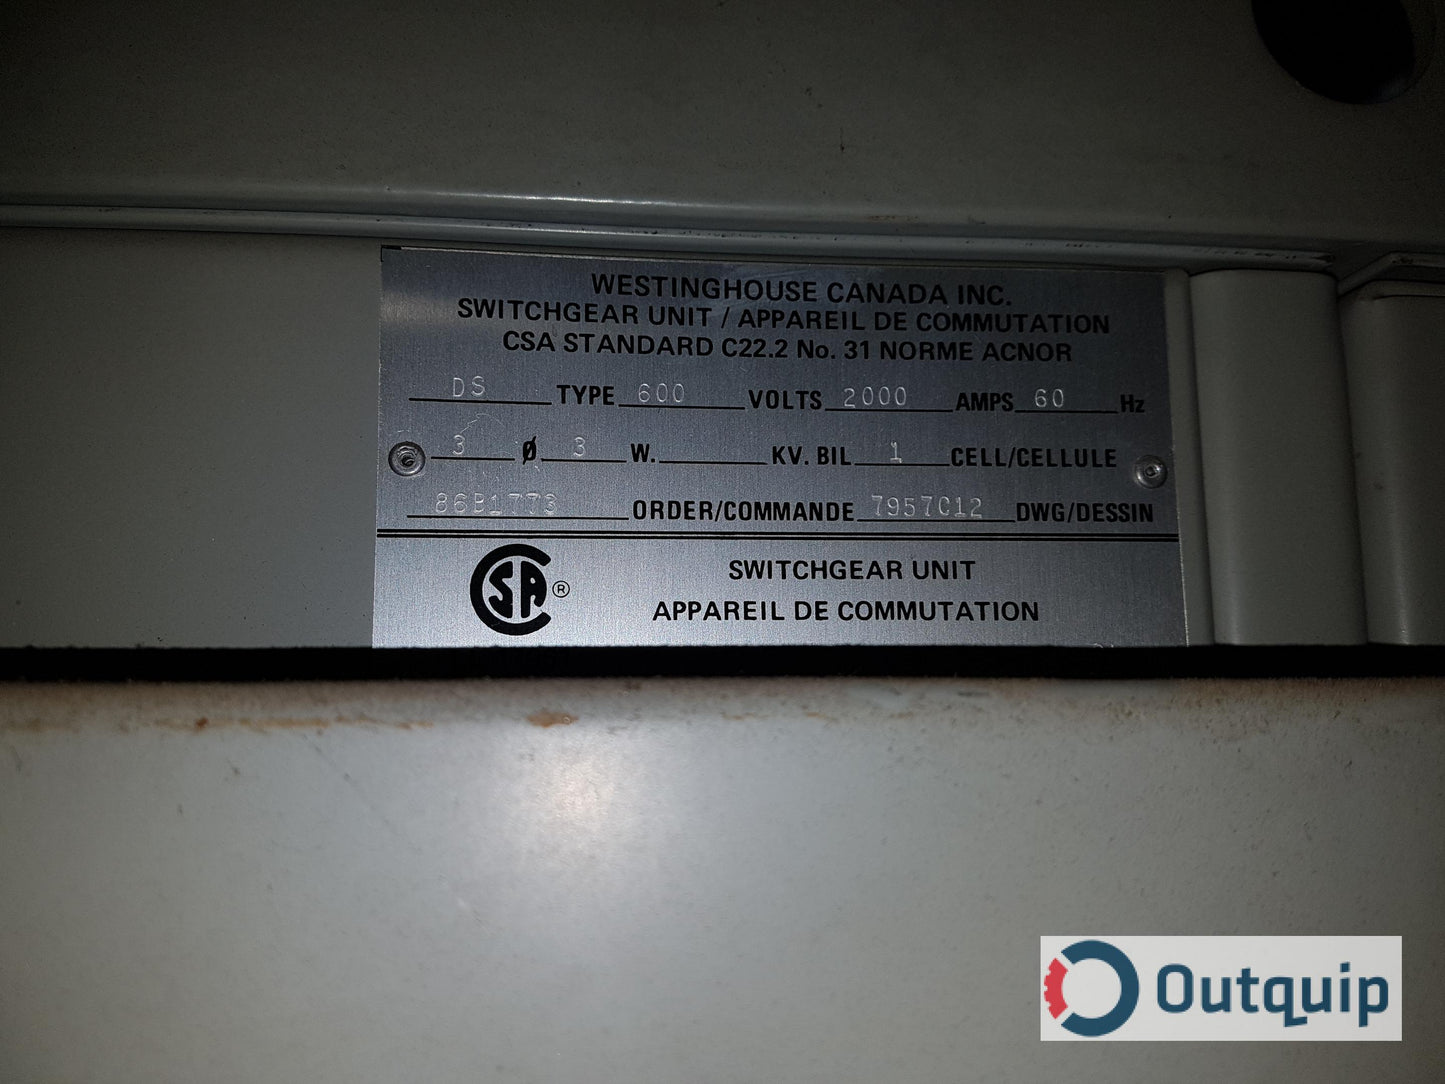 WESTINGHOUSE CANADA INC.
SWITCHGEAR UNIT / APPAREIL DE COMMUTATION
CSA STANDARD C22.2 No. 31 NORME ACNOR
DS TYPE 600 VOLTS 2000 AMPS 60 Hz
3 Ø 3 W. KV. BIL 1 CELL/CELLULE
86B1773 ORDER/COMMANDE 7957C12 DWG/DESSIN
CSA ® SWITCHGEAR UNIT
APPAREIL DE COMMUTATION
Outquip